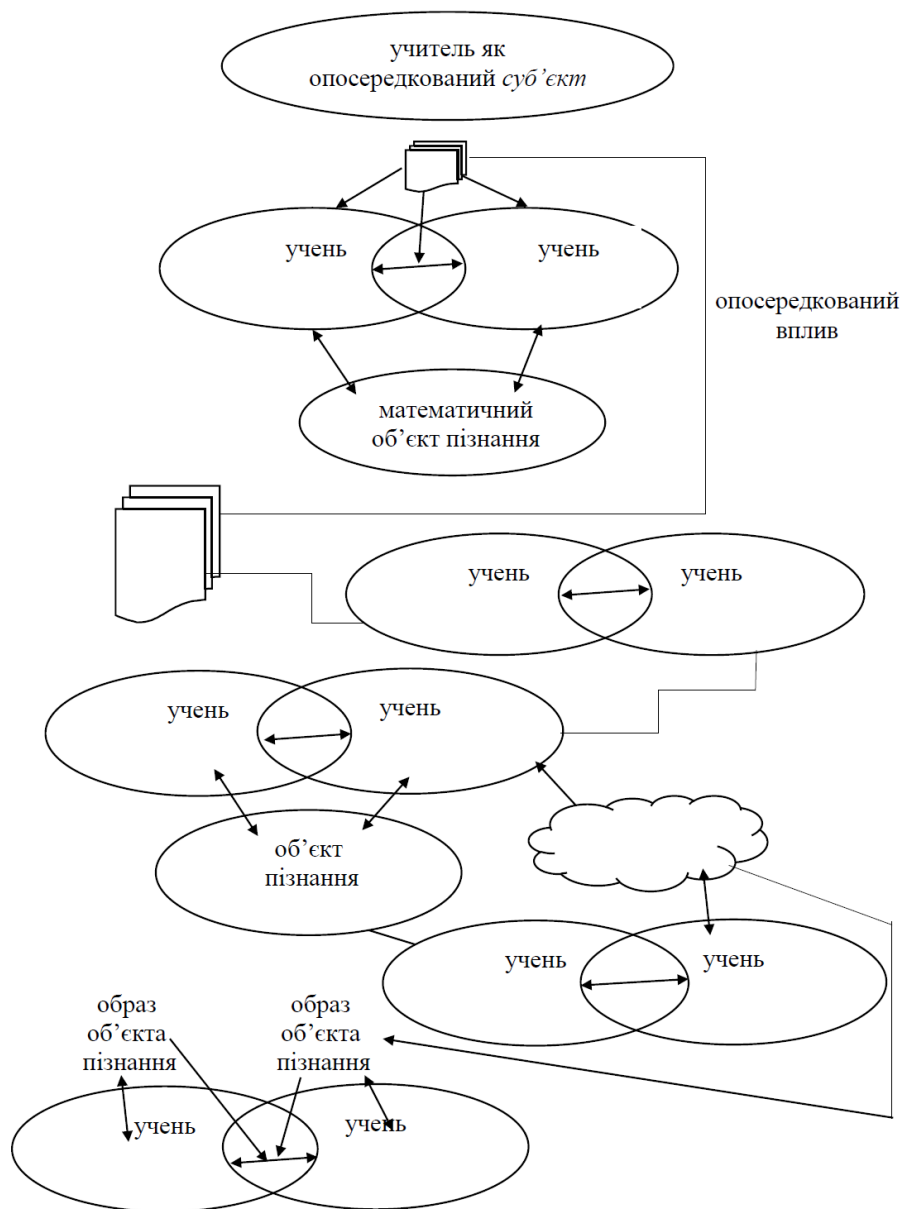 учитель як
опосередкований суб’єкт
учень
учень
опосередкований
вплив
математичний
об’єкт пізнання
учень
учень
учень
учень
об’єкт
пізнання
учень
учень
образ
об’єкта
пізнання
образ
об’єкта
пізнання
учень
учень